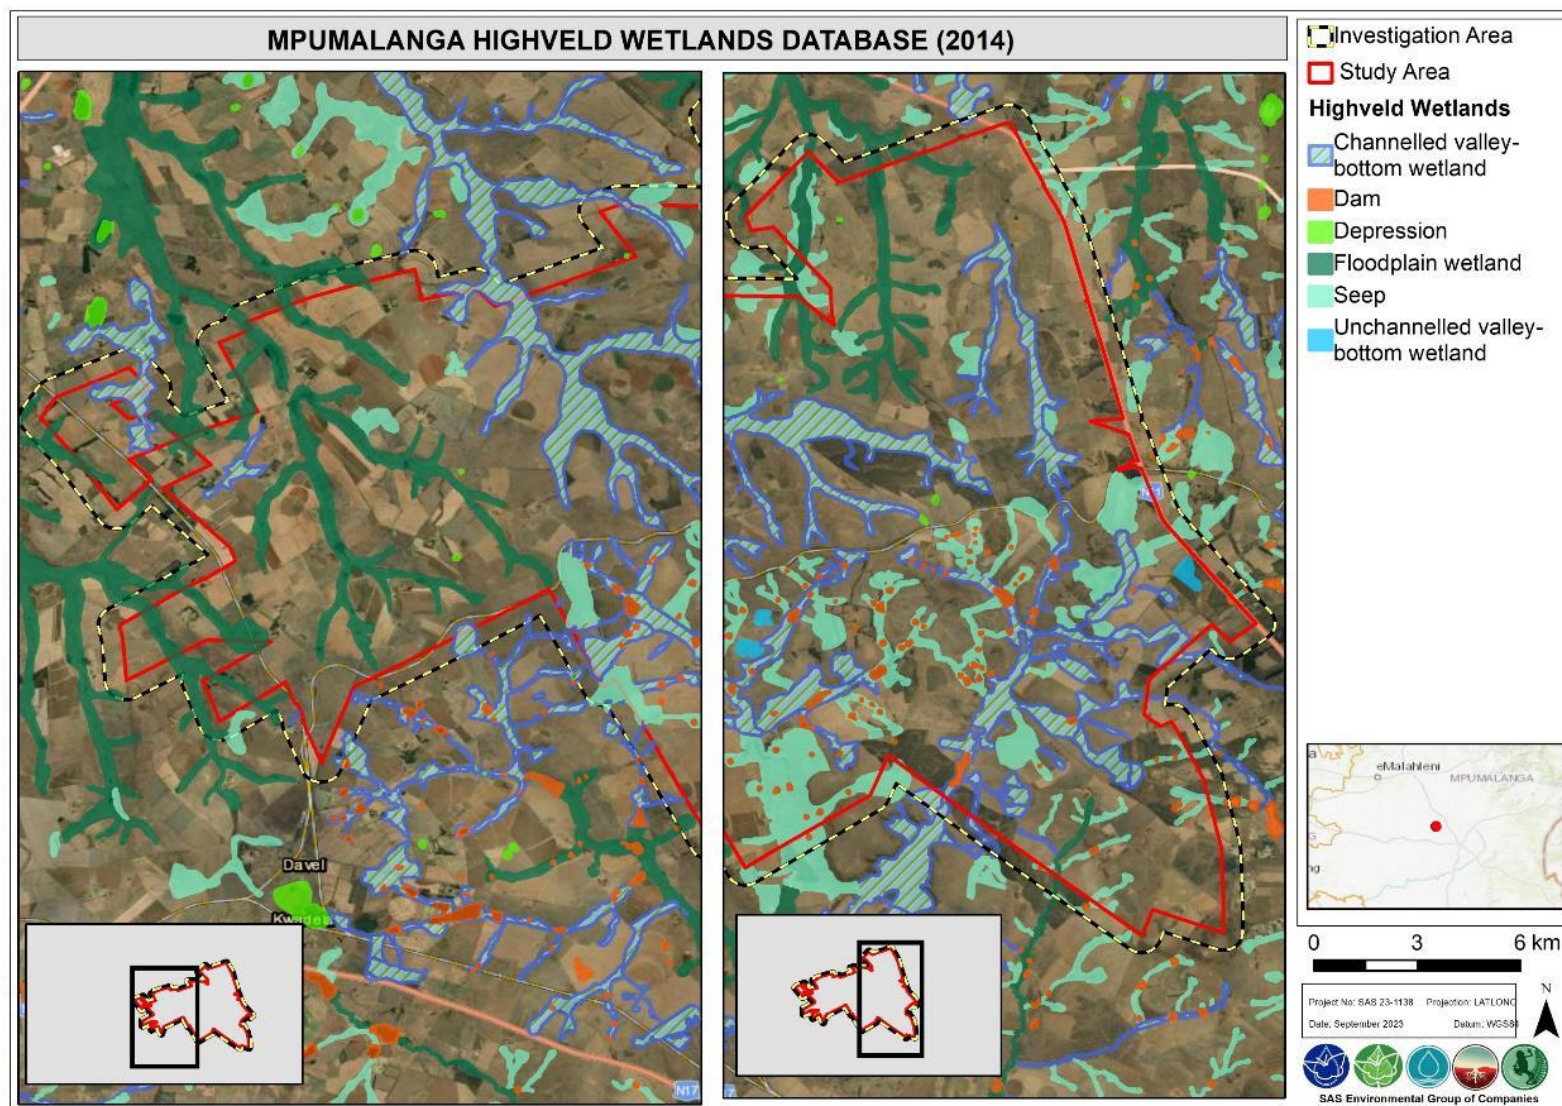 MPUMALANGA HIGHVELD WETLANDS DATABASE (2014)
Davel
N17
N11
Investigation Area
Study Area
Highveld Wetlands
Channelled valley-
bottom wetland
Dam
Depression
Floodplain wetland
Seep
Unchannelled valley-
bottom wetland
eMalahleni
MPUMALANGA
0 3 6 km
Project No: SAS 23-1138 Projection: LATLONG
Date: September 2023 Datum: WGS84
N
SAS Environmental Group of Companies